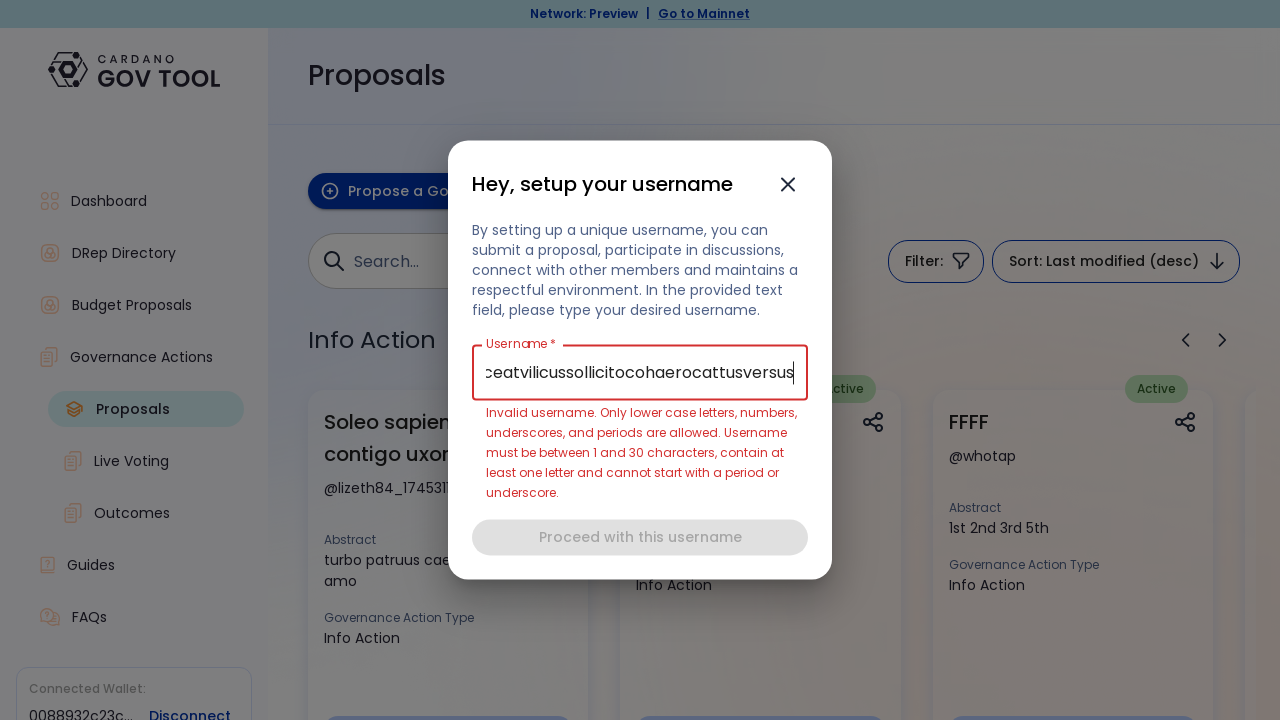 Network: Preview | Go to Mainnet
CARDANO
GOV TOOL
Proposals
Dashboard
DRep Directory
Budget Proposals
Governance Actions
Proposals
Live Voting
Outcomes
Guides
FAQs
Connected Wallet:
0088932c23c... Disconnect
Propose a Go
Search...
Filter:
Sort: Last modified (desc)
Info Action
Soleo sapien
contigo uxor
@lizeth84_1745311
Abstract
turbo patruus cae
amo
Governance Action Type
Info Action
Active
Info Action
Active
FFFF
@whotap
Abstract
1st 2nd 3rd 5th
Governance Action Type
Info Action
Hey, setup your username
By setting up a unique username, you can
submit a proposal, participate in discussions,
connect with other members and maintains a
respectful environment. In the provided text
field, please type your desired username.
Username *
ceatvilicussollicitocohaerocattusversus
Invalid username. Only lower case letters, numbers,
underscores, and periods are allowed. Username
must be between 1 and 30 characters, contain at
least one letter and cannot start with a period or
underscore.
Proceed with this username